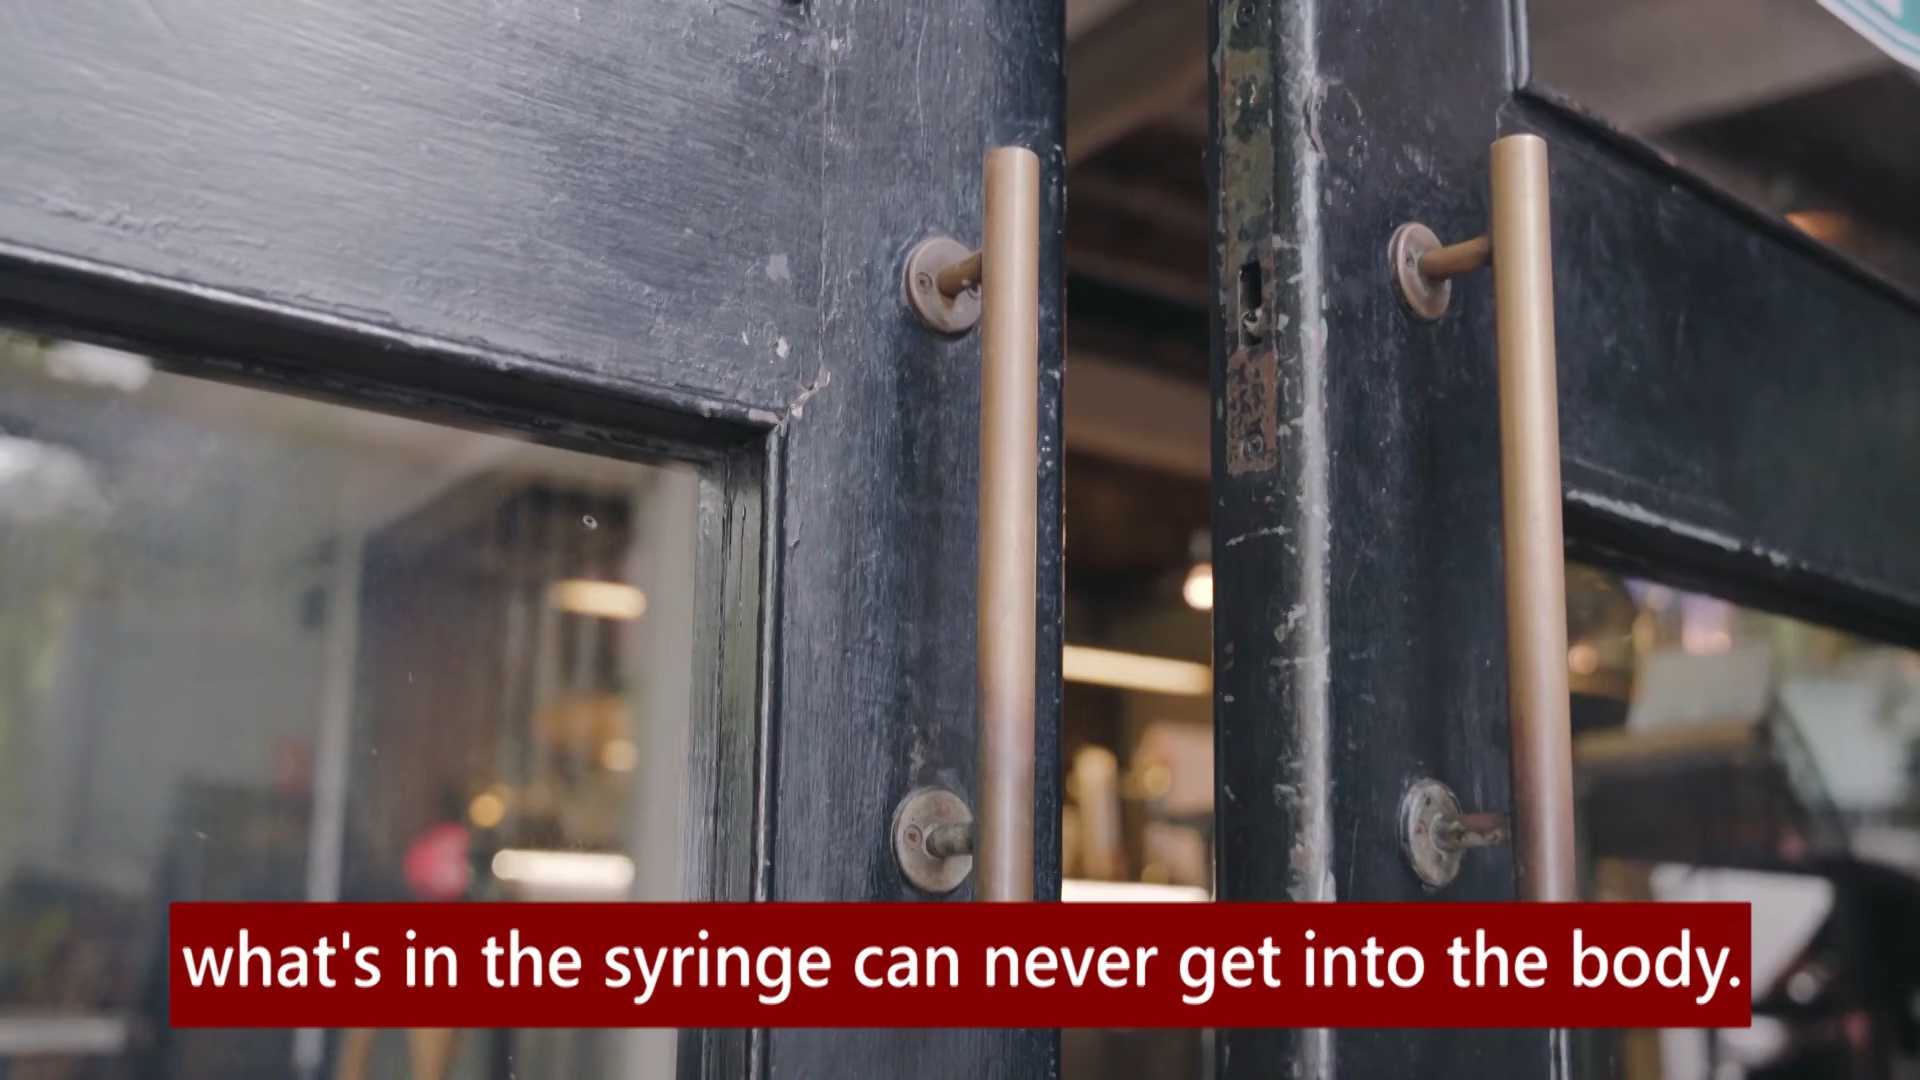 what's in the syringe can never get into the body.